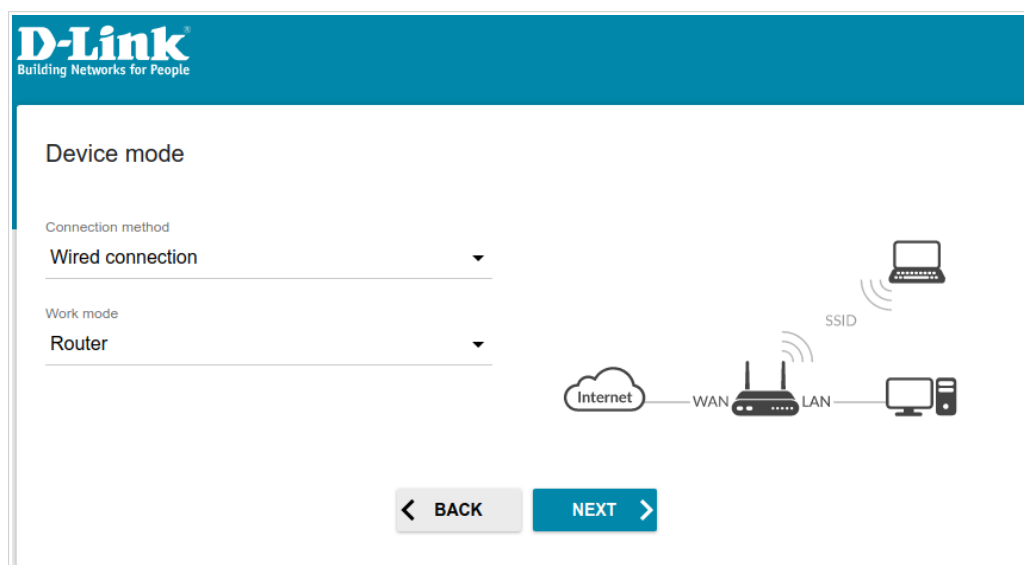 D-Link
Building Networks for People
Device mode
Connection method
Wired connection
Work mode
Router
SSID
Internet
WAN
LAN
BACK
NEXT